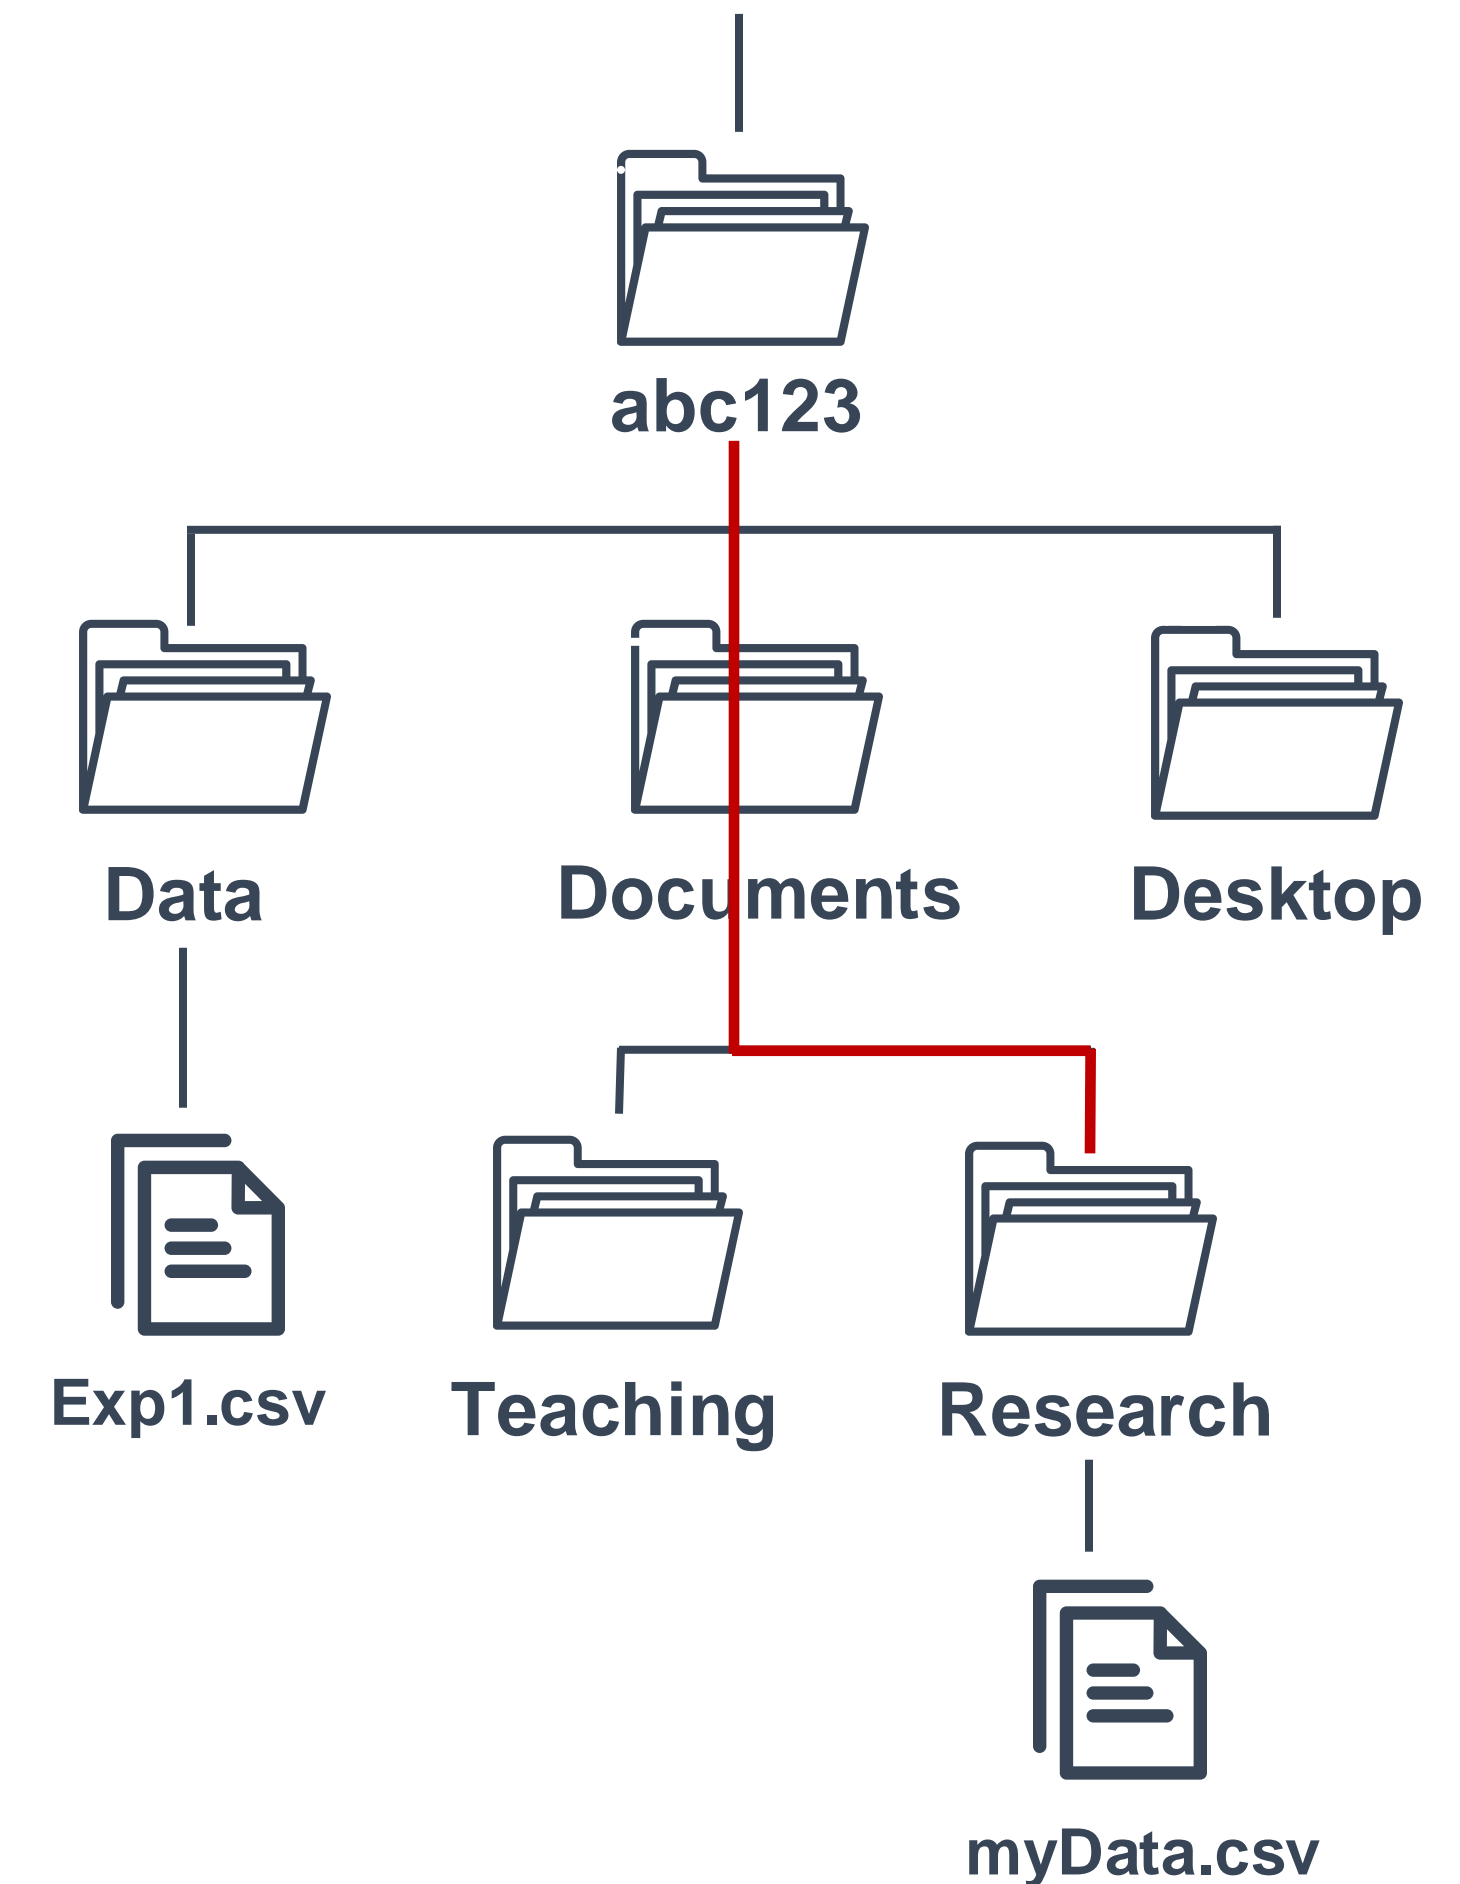 abc123
Data
Documents
Desktop
Exp1.csv
Teaching
Research
myData.csv